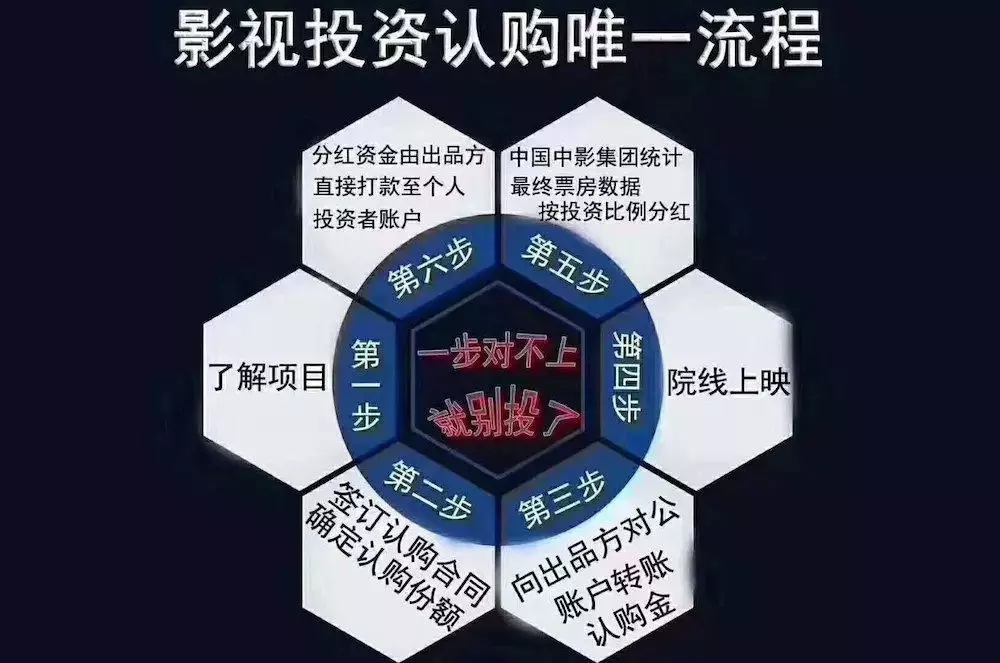 影视投资认购唯一流程
分红资金由出品方
直接打款至个人
投资者账户
第六步
中国中影集团统计
最终票房数据
按投资比例分红
第五步
了解项目
第一步
一步对不上
就别投了
第四步
院线上映
第二步
签订认购合同
确定认购份额
第三步
向出品方对公
账户转账
认购金